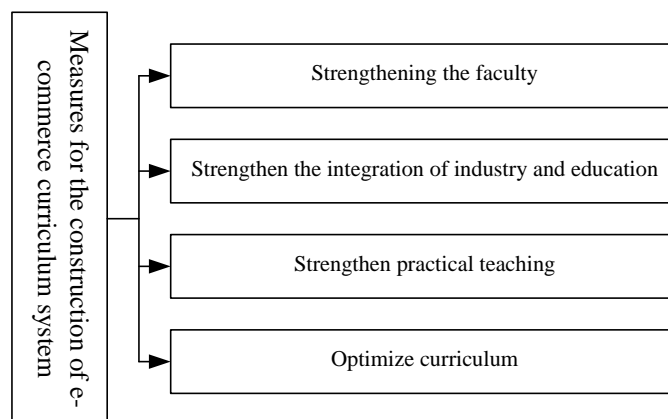 Measures for the construction of e-
commerce curriculum system
Strengthening the faculty
Strengthen the integration of industry and education
Strengthen practical teaching
Optimize curriculum